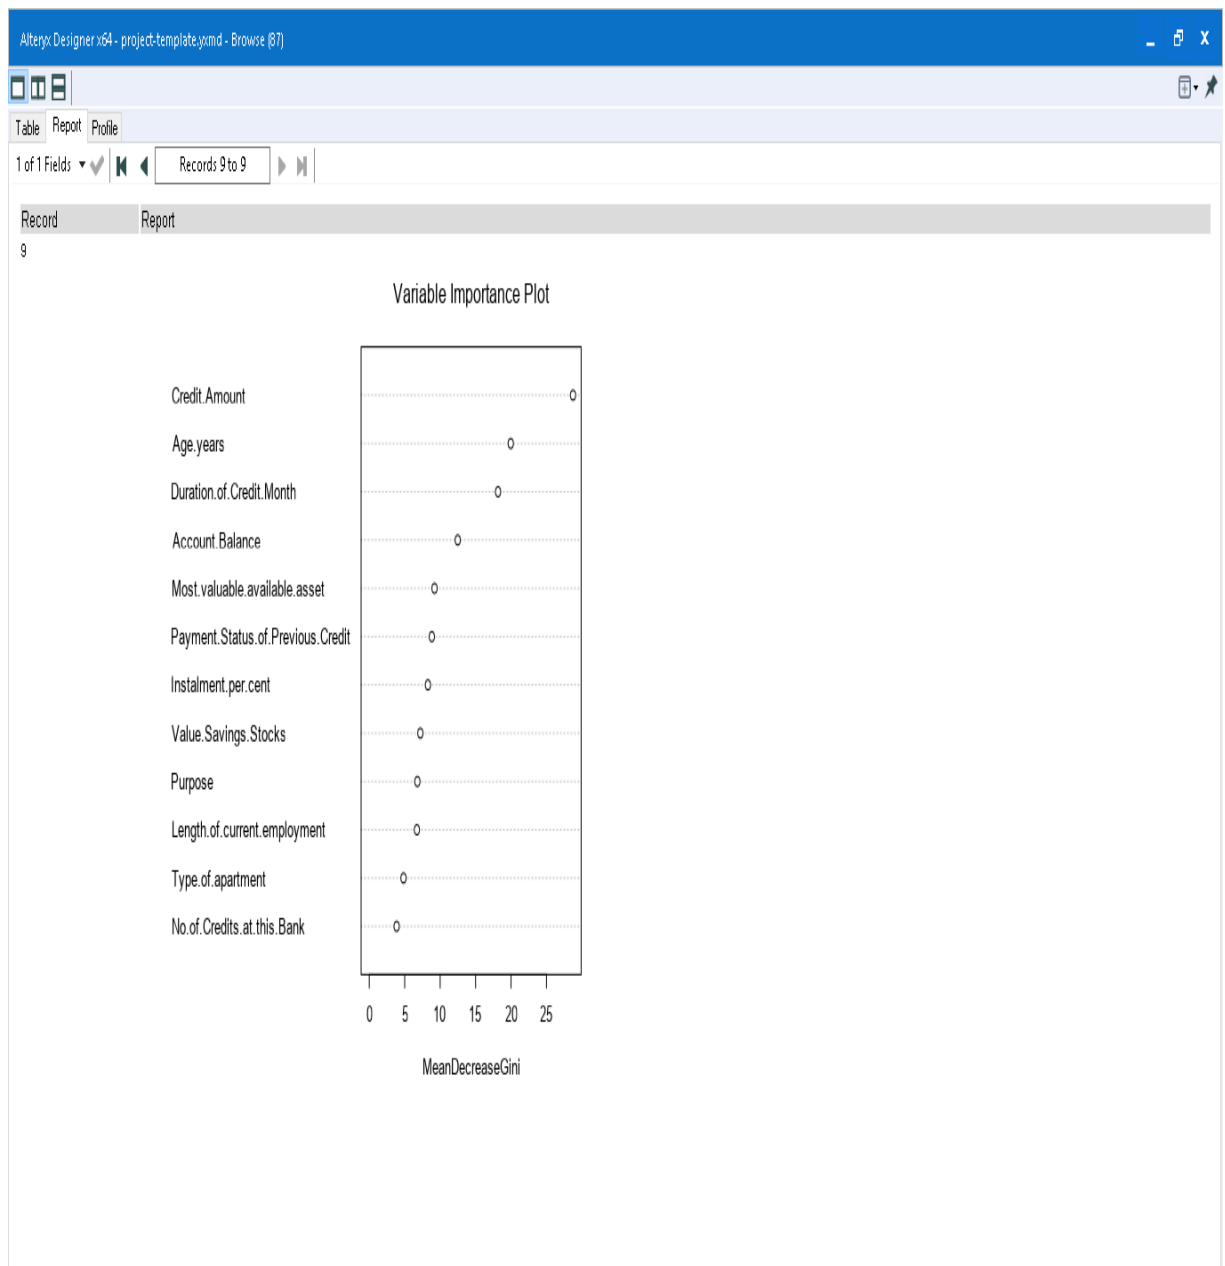 Alteryx Designer x64 - project-template.yxmd - Browse (87)
Table Report Profile
1 of 1 Fields Records 9 to 9
Record Report
9
Variable Importance Plot
Credit.Amount
Age.years
Duration.of.Credit.Month
Account.Balance
Most.valuable.available.asset
Payment.Status.of.Previous.Credit
Instalment.per.cent
Value.Savings.Stocks
Purpose
Length.of.current.employment
Type.of.apartment
No.of.Credits.at.this.Bank
0 5 10 15 20 25
MeanDecreaseGini